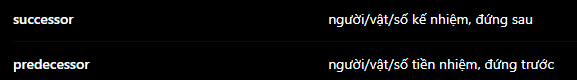 successor người/vật/số kế nhiệm, đứng sau
predecessor người/vật/số tiền nhiệm, đứng trước